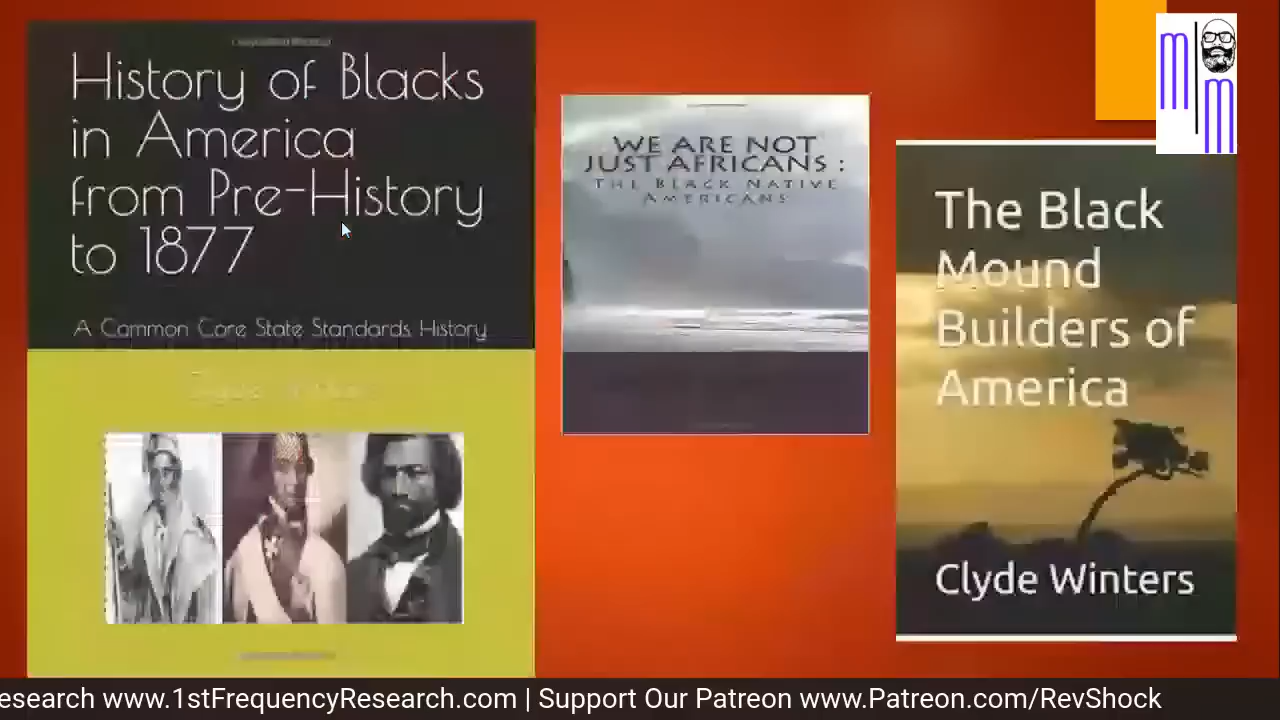 History of Blacks
in America
from Pre-History
to 1877
A Common Core State Standards History
WE ARE NOT
JUST AFRICANS :
THE BLACK NATIVE
AMERICANS
The Black
Mound
Builders of
America
Clyde Winters
m m
esearch www.1stFrequencyResearch.com | Support Our Patreon www.Patreon.com/RevShock